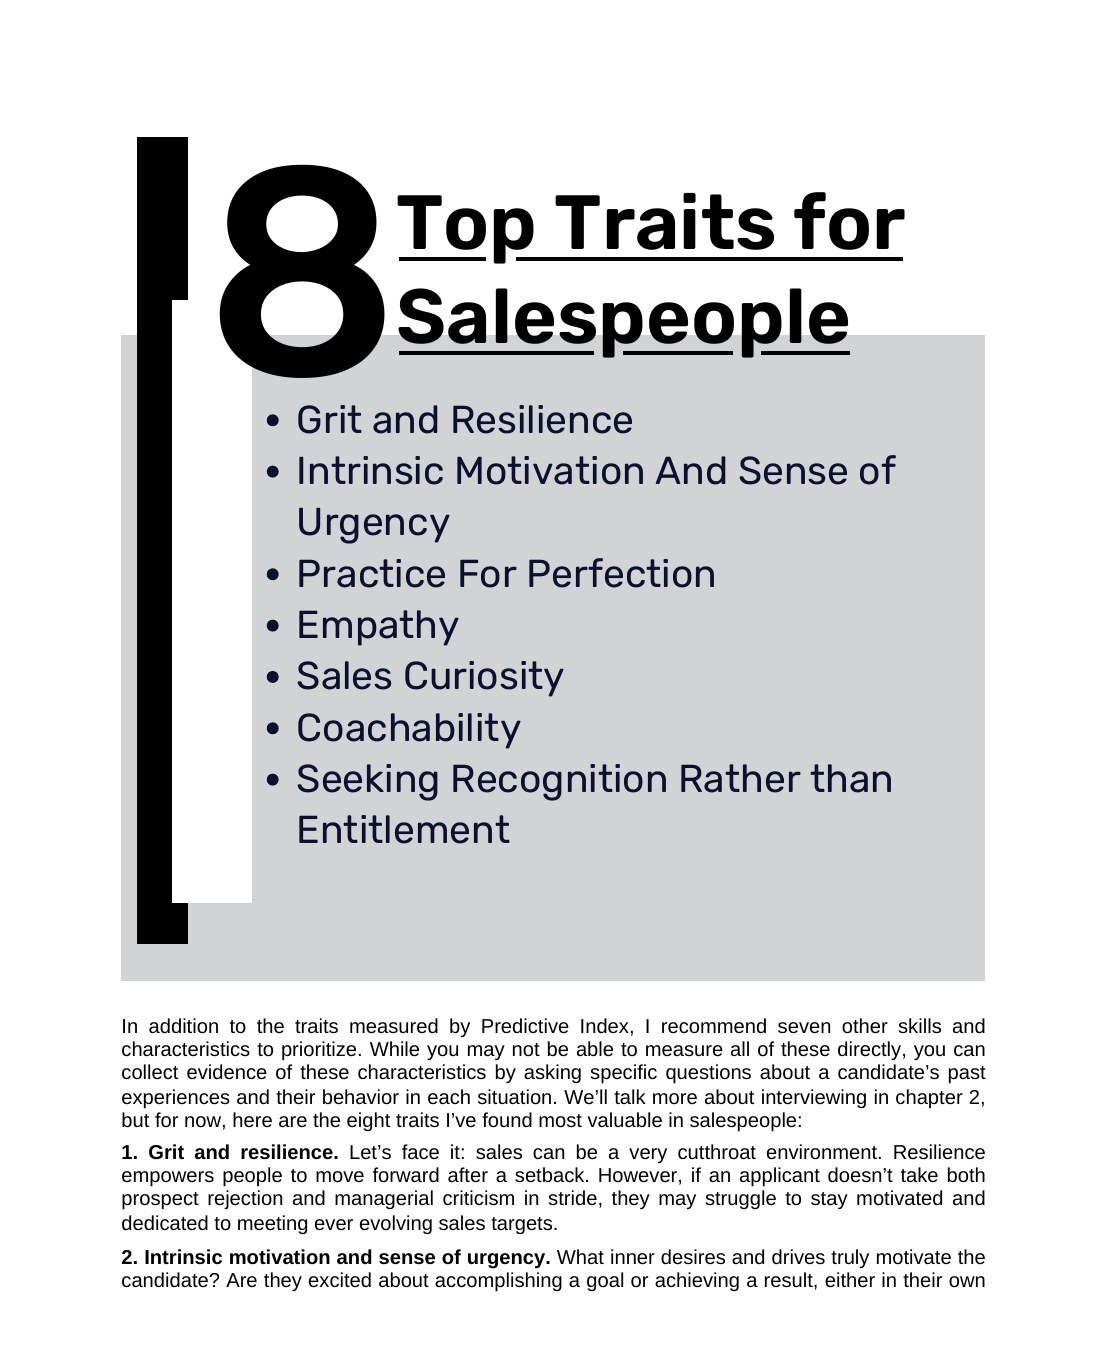 8
Top Traits for
Salespeople
• Grit and Resilience
• Intrinsic Motivation And Sense of
Urgency
• Practice For Perfection
• Empathy
• Sales Curiosity
• Coachability
• Seeking Recognition Rather than
Entitlement
In addition to the traits measured by Predictive Index, I recommend seven other skills and
characteristics to prioritize. While you may not be able to measure all of these directly, you can
collect evidence of these characteristics by asking specific questions about a candidate’s past
experiences and their behavior in each situation. We’ll talk more about interviewing in chapter 2,
but for now, here are the eight traits I’ve found most valuable in salespeople:
1. Grit and resilience. Let’s face it: sales can be a very cutthroat environment. Resilience
empowers people to move forward after a setback. However, if an applicant doesn’t take both
prospect rejection and managerial criticism in stride, they may struggle to stay motivated and
dedicated to meeting ever evolving sales targets.
2. Intrinsic motivation and sense of urgency. What inner desires and drives truly motivate the
candidate? Are they excited about accomplishing a goal or achieving a result, either in their own